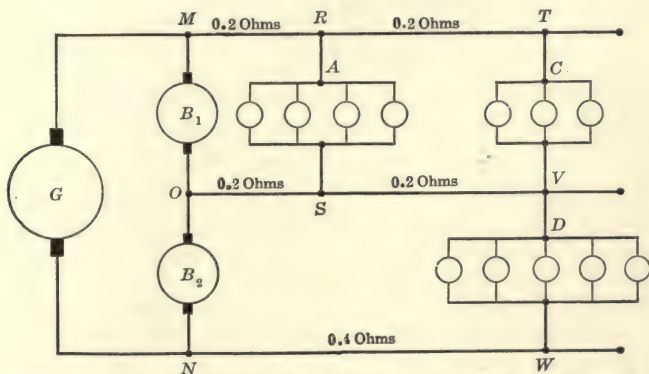 M 0.2 Ohms R 0.2 Ohms T
A C
B1
G O 0.2 Ohms S 0.2 Ohms V
D
B2
0.4 Ohms
N W